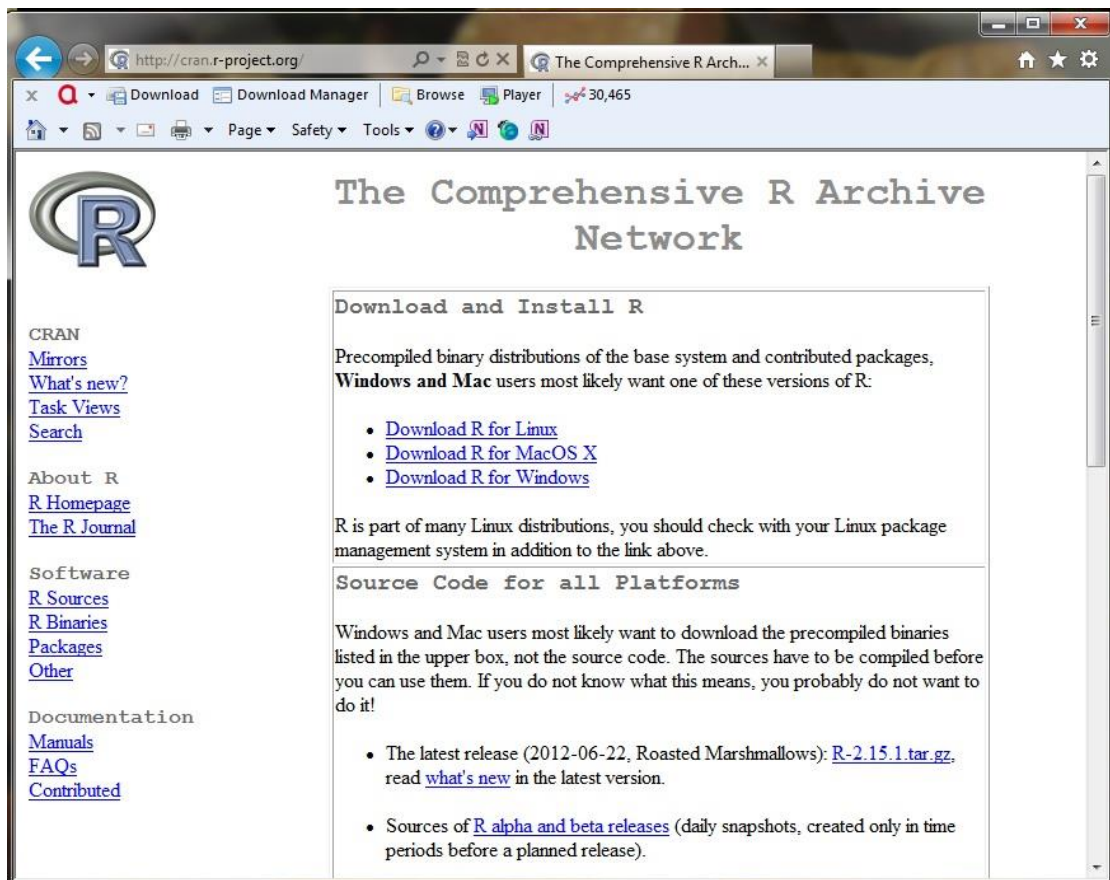 http://cran.r-project.org/
The Comprehensive R Arch...
Download Download Manager Browse Player 30,465
Page Safety Tools
R
The Comprehensive R Archive
Network
CRAN
Mirrors
What's new?
Task Views
Search
About R
R Homepage
The R Journal
Software
R Sources
R Binaries
Packages
Other
Documentation
Manuals
FAQs
Contributed
Download and Install R
Precompiled binary distributions of the base system and contributed packages,
Windows and Mac users most likely want one of these versions of R:
• Download R for Linux
• Download R for MacOS X
• Download R for Windows
R is part of many Linux distributions, you should check with your Linux package
management system in addition to the link above.
Source Code for all Platforms
Windows and Mac users most likely want to download the precompiled binaries
listed in the upper box, not the source code. The sources have to be compiled before
you can use them. If you do not know what this means, you probably do not want to
do it!
• The latest release (2012-06-22, Roasted Marshmallows): R-2.15.1.tar.gz,
read what's new in the latest version.
• Sources of R alpha and beta releases (daily snapshots, created only in time
periods before a planned release).